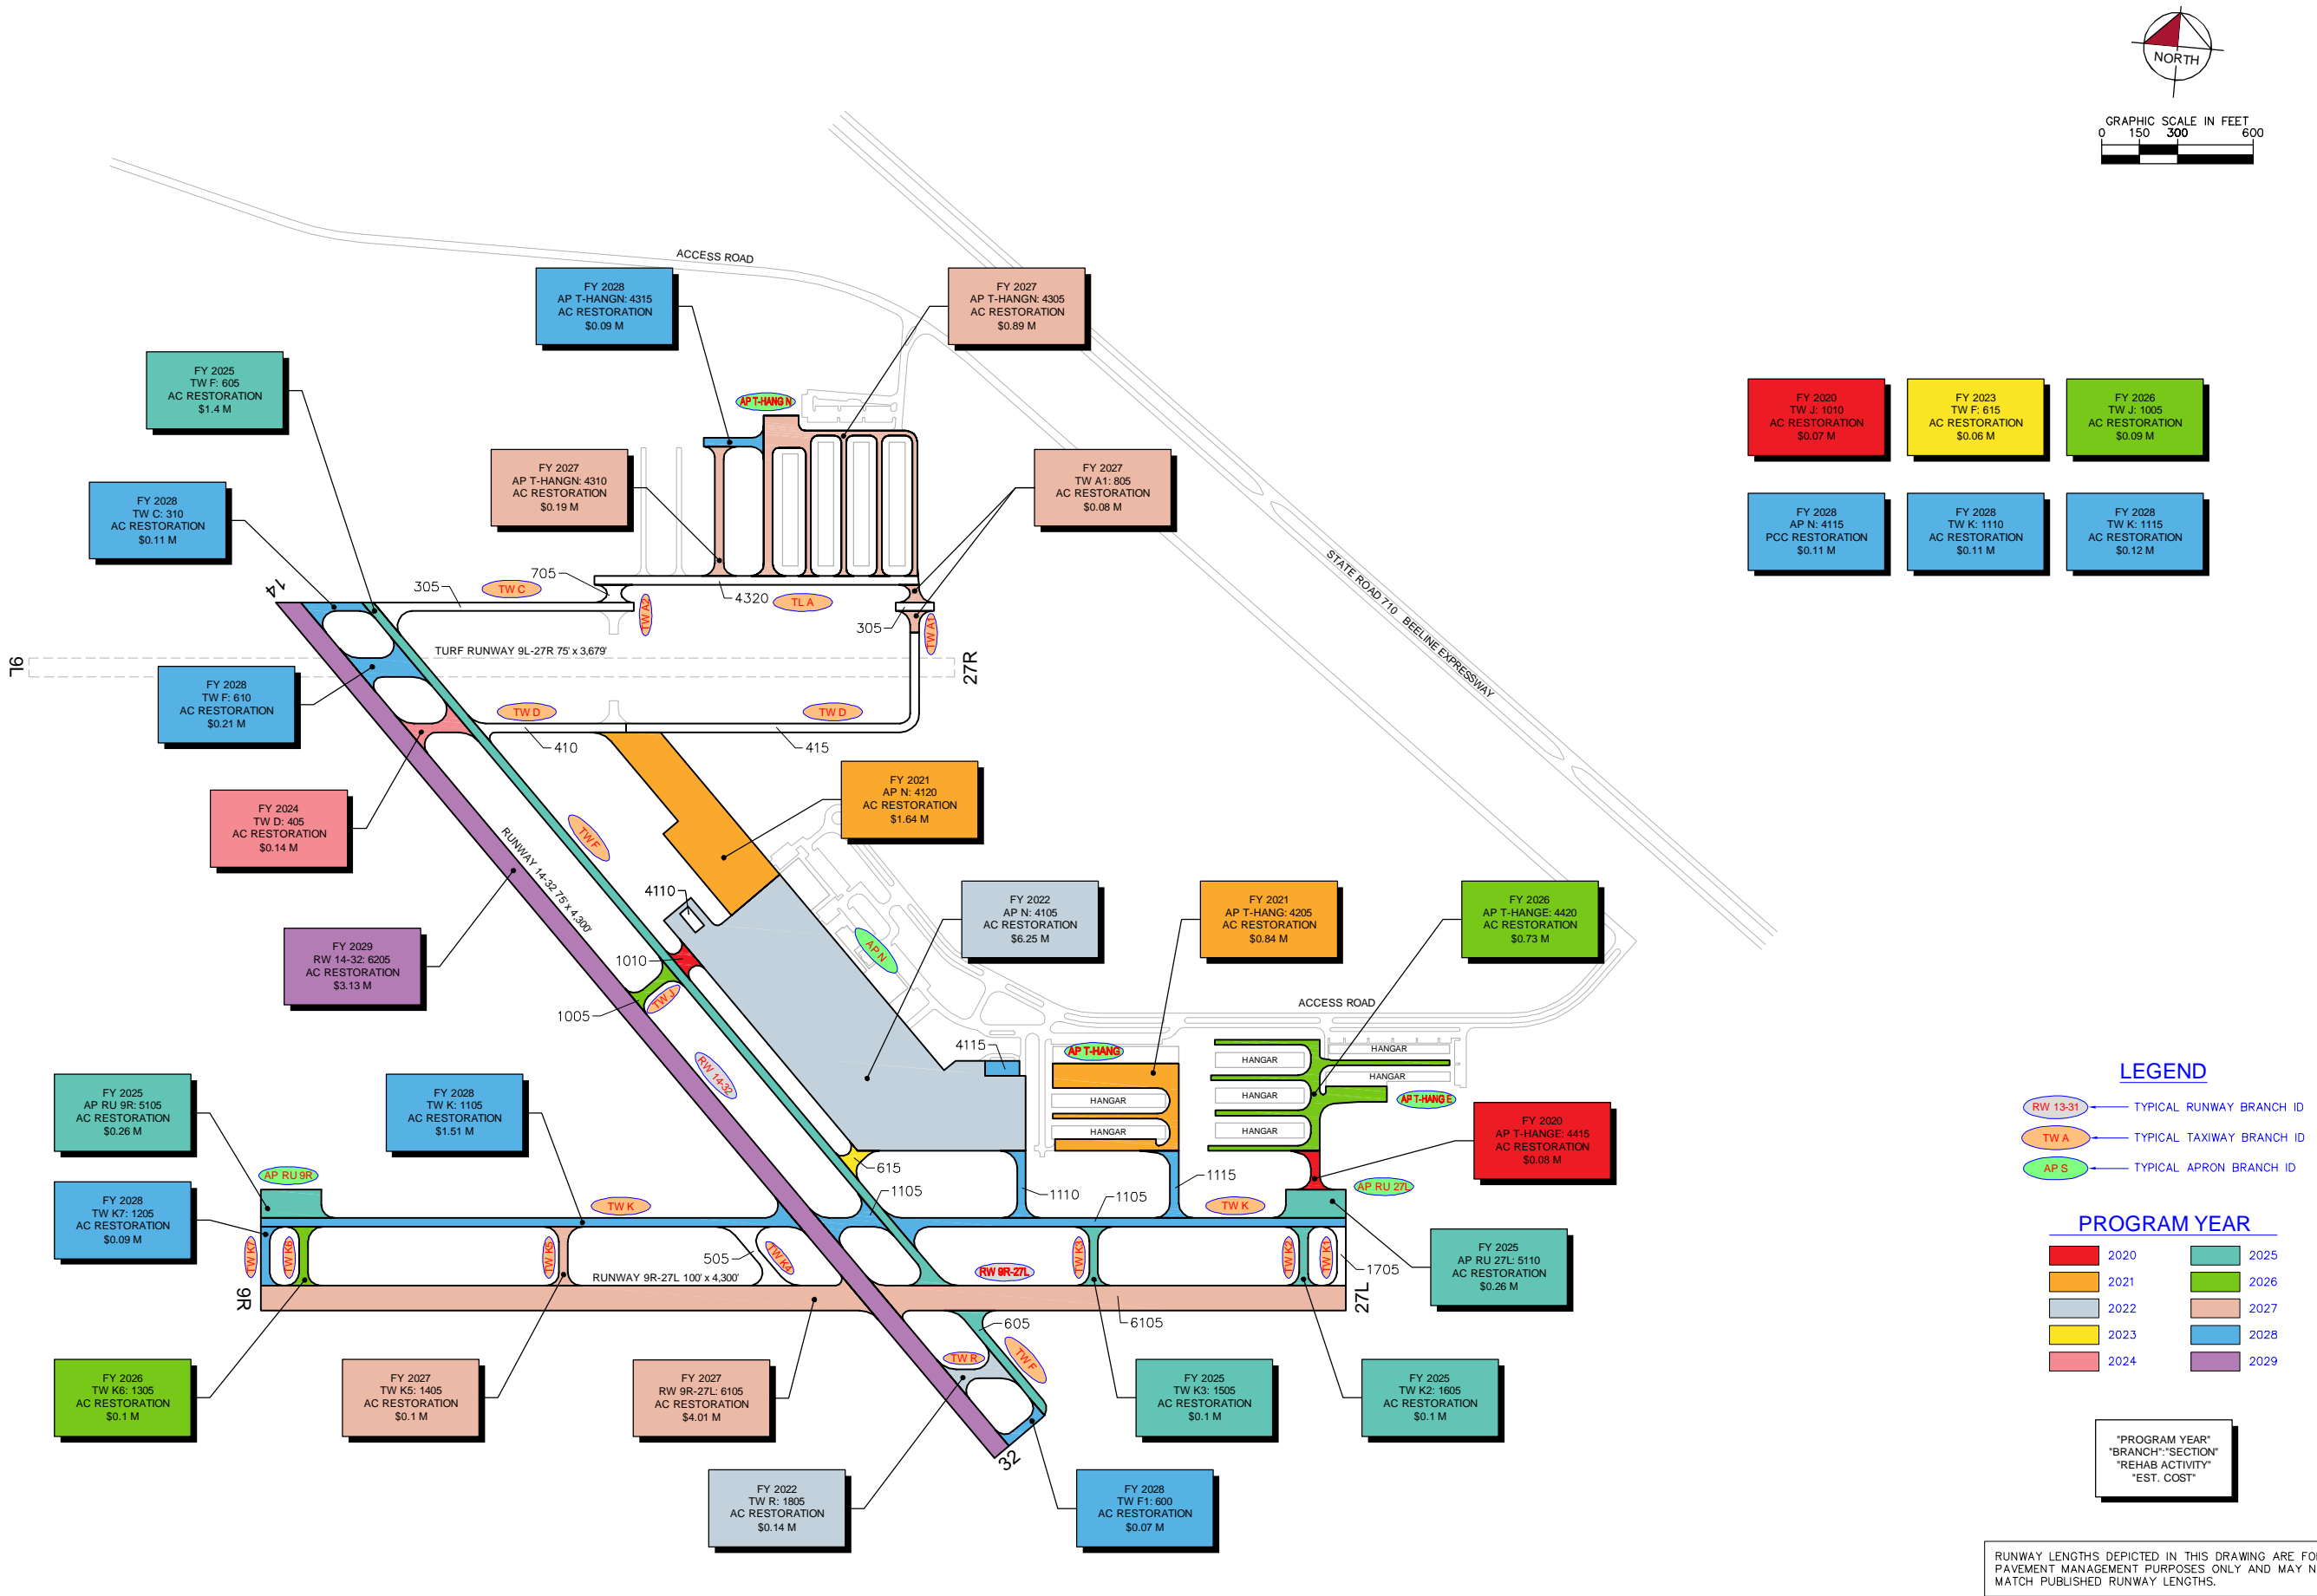 NORTH
GRAPHIC SCALE IN FEET
0 150 300 600
ACCESS ROAD
FY 2028
AP T-HANGN: 4315
AC RESTORATION
$0.09 M
FY 2027
AP T-HANGN: 4305
AC RESTORATION
$0.89 M
FY 2025
TW F: 605
AC RESTORATION
$1.4 M
FY 2020
TW J: 1010
AC RESTORATION
$0.07 M
FY 2023
TW F: 615
AC RESTORATION
$0.06 M
FY 2026
TW J: 1005
AC RESTORATION
$0.09 M
AP T-HANG N
FY 2027
AP T-HANGN: 4310
AC RESTORATION
$0.19 M
FY 2027
TW A1: 805
AC RESTORATION
$0.08 M
FY 2028
TW C: 310
AC RESTORATION
$0.11 M
FY 2028
AP N: 4115
PCC RESTORATION
$0.11 M
FY 2028
TW K: 1110
AC RESTORATION
$0.11 M
FY 2028
TW K: 1115
AC RESTORATION
$0.12 M
STATE ROAD 710 BEELINE EXPRESSWAY
14
305
TW C
705
TW A2
4320
TL A
305
TW A1
TURF RUNWAY 9L-27R 75' x 3,679'
9L
27R
FY 2028
TW F: 610
AC RESTORATION
$0.21 M
TW D
TW D
410
415
FY 2021
AP N: 4120
AC RESTORATION
$1.64 M
FY 2024
TW D: 405
AC RESTORATION
$0.14 M
TW F
RUNWAY 14-32 75' x 4,300'
4110
FY 2022
AP N: 4105
AC RESTORATION
$6.25 M
FY 2021
AP T-HANG: 4205
AC RESTORATION
$0.84 M
FY 2026
AP T-HANGE: 4420
AC RESTORATION
$0.73 M
FY 2029
RW 14-32: 6205
AC RESTORATION
$3.13 M
AP N
1010
TW J
1005
ACCESS ROAD
4115
AP T-HANG
HANGAR
HANGAR
HANGAR
HANGAR
HANGAR
HANGAR
HANGAR
AP T-HANG E
RW 14-32
FY 2025
AP RU 9R: 5105
AC RESTORATION
$0.26 M
FY 2028
TW K: 1105
AC RESTORATION
$1.51 M
FY 2020
AP T-HANGE: 4415
AC RESTORATION
$0.08 M
LEGEND
RW 13-31 TYPICAL RUNWAY BRANCH ID
TW A TYPICAL TAXIWAY BRANCH ID
AP S TYPICAL APRON BRANCH ID
AP RU 9R
615
1105
1110
1105
1115
TW K
TW K
AP RU 27L
FY 2028
TW K7: 1205
AC RESTORATION
$0.09 M
TW K7
TW K6
TW K5
505
TW K4
RUNWAY 9R-27L 100' x 4,300'
RW 9R-27L
TW K3
TW K2
TW K1
1705
9R
27L
FY 2025
AP RU 27L: 5110
AC RESTORATION
$0.26 M
PROGRAM YEAR
2020 2025
2021 2026
2022 2027
2023 2028
2024 2029
605
6105
TW R
TW F
FY 2026
TW K6: 1305
AC RESTORATION
$0.1 M
FY 2027
TW K5: 1405
AC RESTORATION
$0.1 M
FY 2027
RW 9R-27L: 6105
AC RESTORATION
$4.01 M
FY 2025
TW K3: 1505
AC RESTORATION
$0.1 M
FY 2025
TW K2: 1605
AC RESTORATION
$0.1 M
32
FY 2022
TW R: 1805
AC RESTORATION
$0.14 M
FY 2028
TW F1: 600
AC RESTORATION
$0.07 M
"PROGRAM YEAR"
"BRANCH":"SECTION"
"REHAB ACTIVITY"
"EST. COST"
RUNWAY LENGTHS DEPICTED IN THIS DRAWING ARE
PAVEMENT MANAGEMENT PURPOSES ONLY AND MAY
MATCH PUBLISHED RUNWAY LENGTHS.